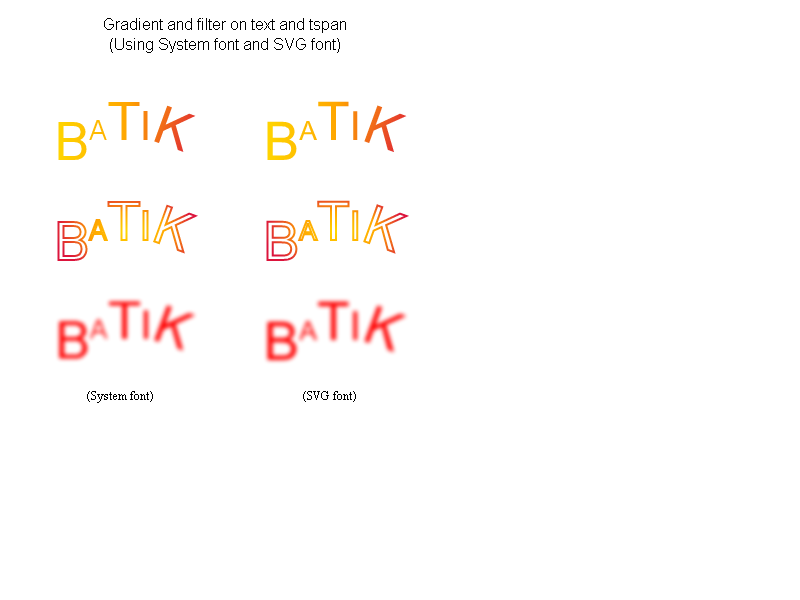 Gradient and filter on text and tspan
(Using System font and SVG font)
BATIK BATIK
BATIK BATIK
BATIK BATIK
(System font) (SVG font)